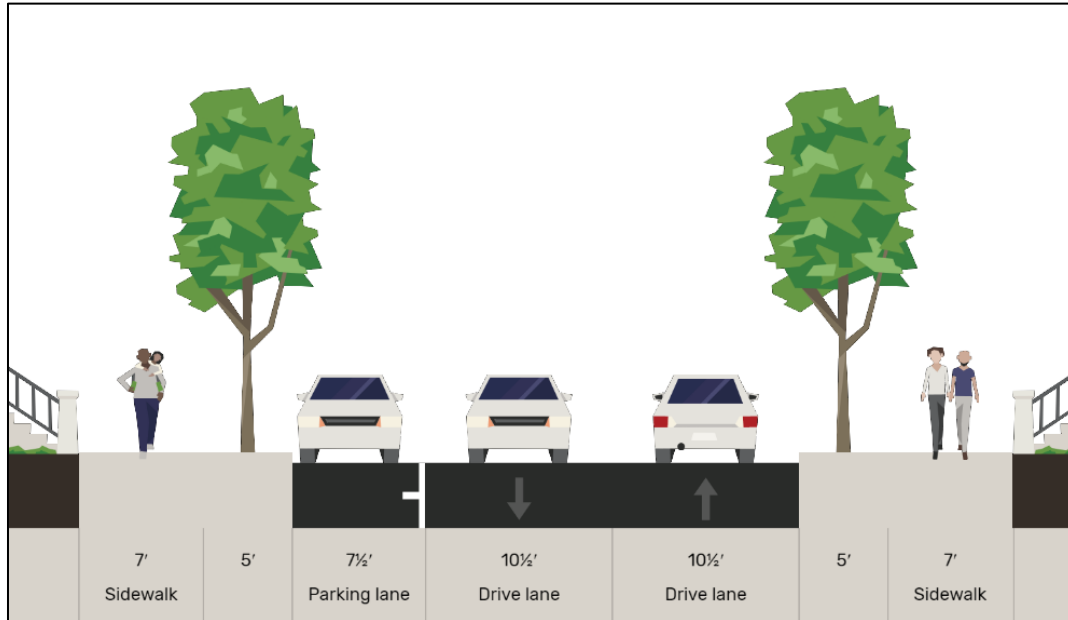 7′
Sidewalk
5′
7½′
Parking lane
10½′
Drive lane
10½′
Drive lane
5′
7′
Sidewalk